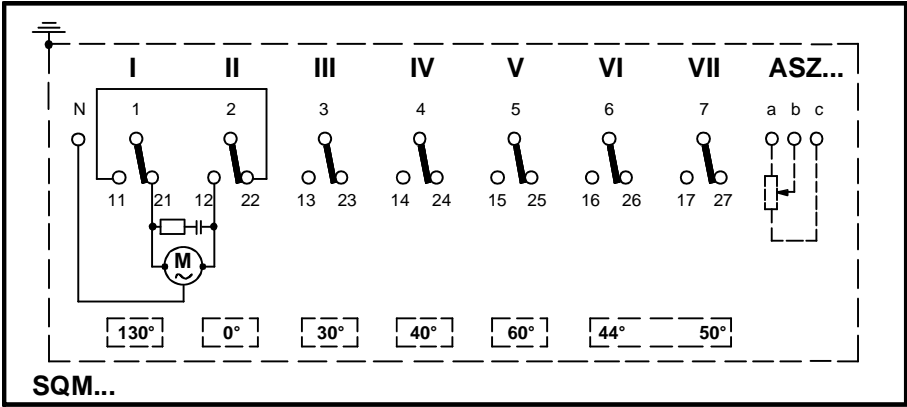 I II III IV V VI VII ASZ...
N 1 2 3 4 5 6 7 a b c
11 21 12 22 13 23 14 24 15 25 16 26 17 27
M
130° 0° 30° 40° 60° 44° 50°
SQM...